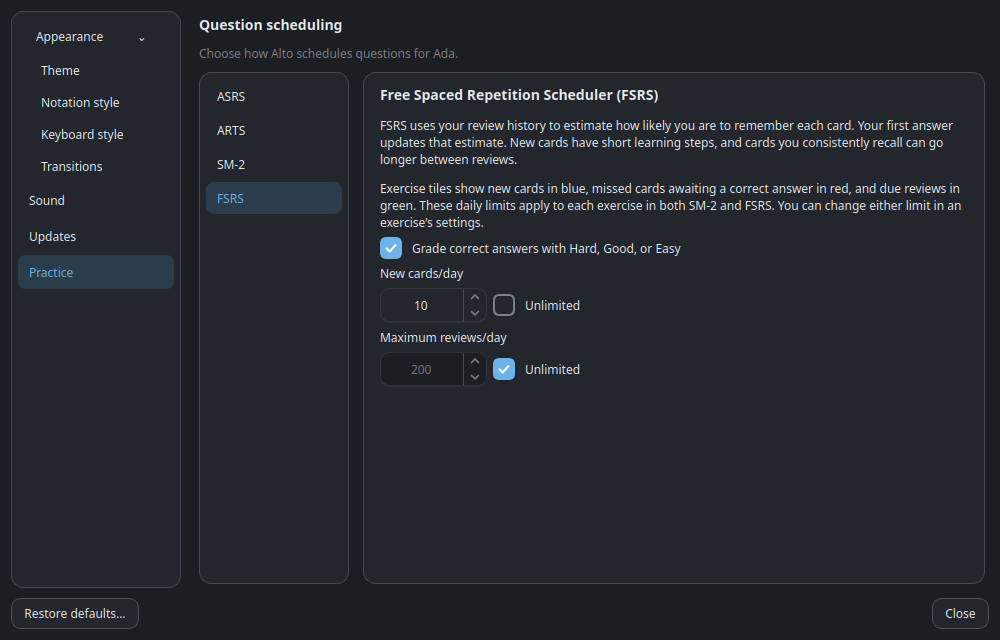 Appearance
Theme
Notation style
Keyboard style
Transitions
Sound
Updates
Practice
Restore defaults...
Question scheduling
Choose how Alto schedules questions for Ada.
ASRS
ARTS
SM-2
FSRS
Free Spaced Repetition Scheduler (FSRS)
FSRS uses your review history to estimate how likely you are to remember each card. Your first answer
updates that estimate. New cards have short learning steps, and cards you consistently recall can go
longer between reviews.
Exercise tiles show new cards in blue, missed cards awaiting a correct answer in red, and due reviews in
green. These daily limits apply to each exercise in both SM-2 and FSRS. You can change either limit in an
exercise’s settings.
Grade correct answers with Hard, Good, or Easy
New cards/day
10 Unlimited
Maximum reviews/day
200 Unlimited
Close